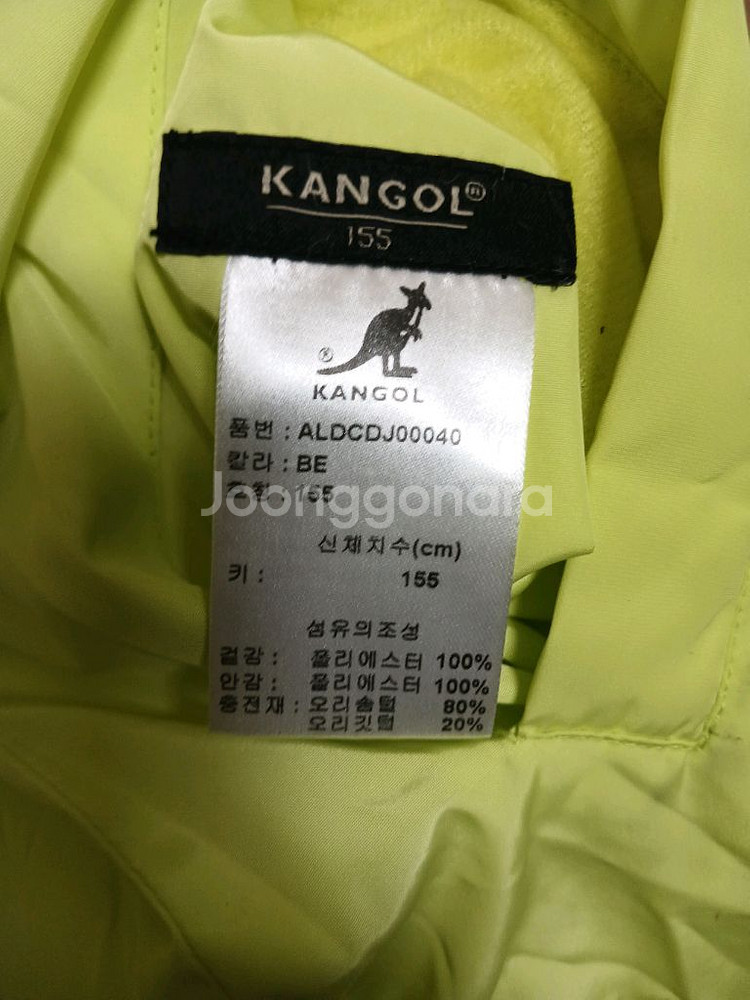 KANGOL®
155
®
KANGOL
품번 : ALDCDJ00040
칼라 : BE
호칭 : 155
Joonggonara
신체치수(cm)
키 : 155
섬유의조성
겉감 : 폴리에스터 100%
안감 : 폴리에스터 100%
충전재 : 오리솜털 80%
오리깃털 20%